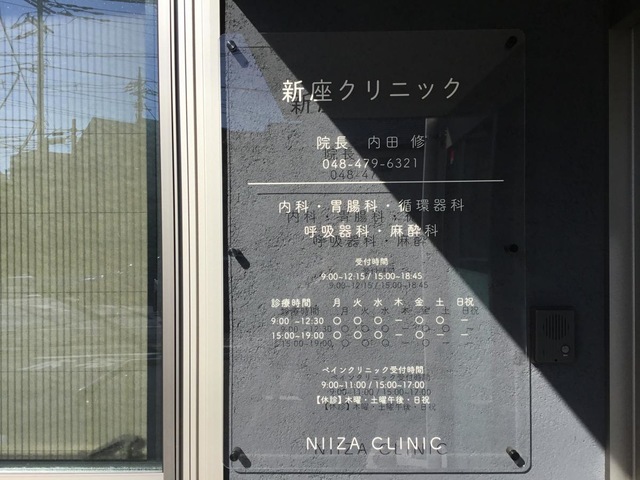 新座クリニック
院長 内田 修
048-479-6321
内科・胃腸科・循環器科
呼吸器科・麻酔科
受付時間
9:00-12:15 / 15:00-18:45
診療時間 月 火 水 木 金 土 日祝
9:00 -12:30 ○ ○ ○ － ○ ○ －
15:00-19:00 ○ ○ ○ － ○ － －
ペインクリニック受付時間
9:00-11:00 / 15:00-17:00
【休診】木曜・土曜午後・日祝
NIIZA CLINIC